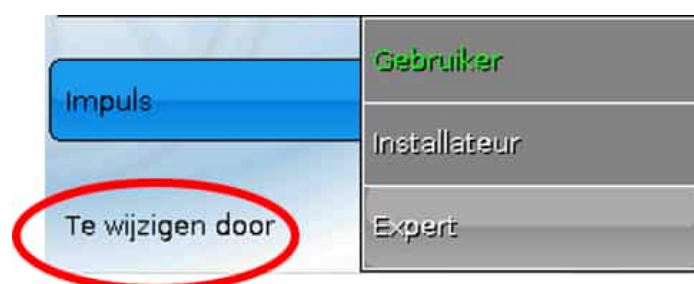 Gebruiker
Impuls
Installateur
Te wijzigen door
Expert